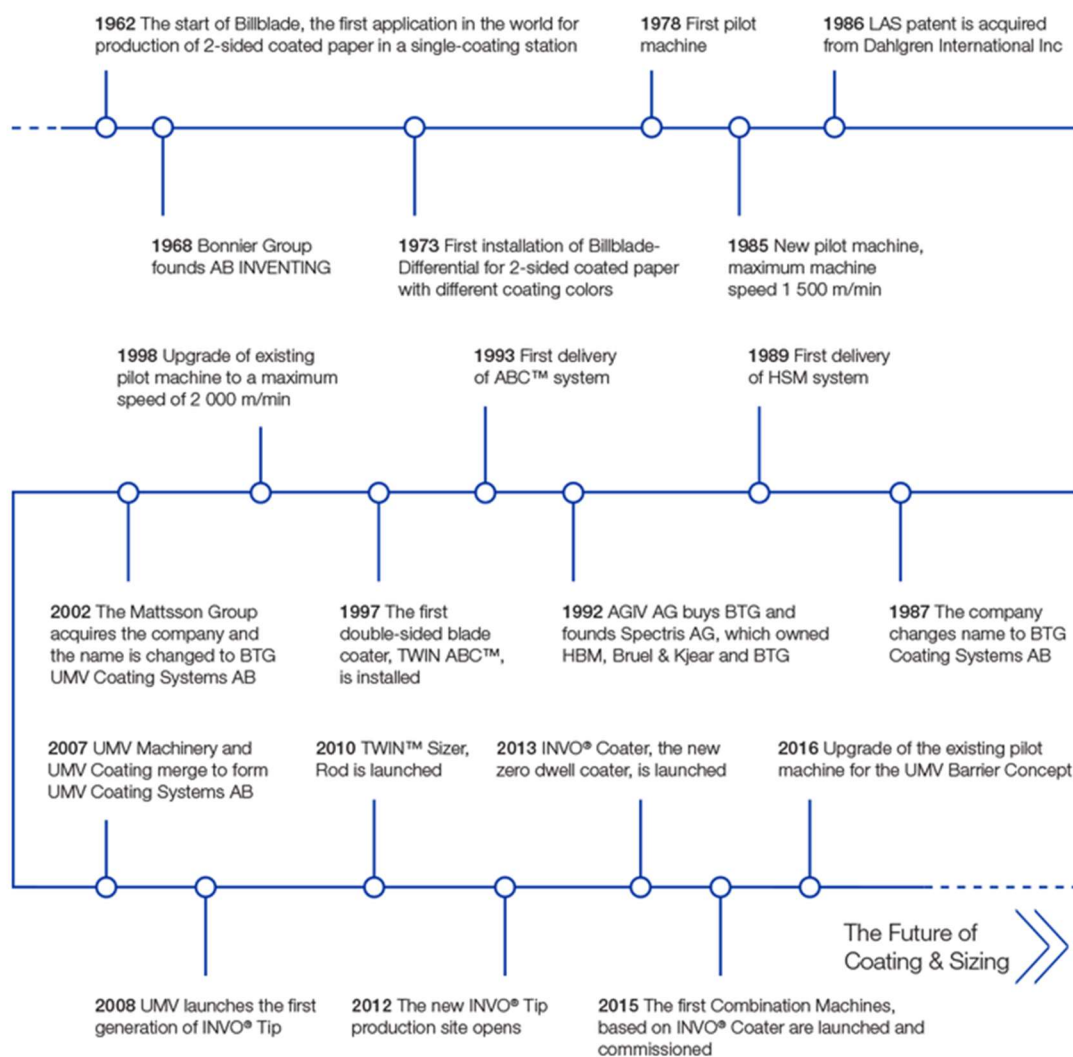 1962 The start of Billblade, the first application in the world for
production of 2-sided coated paper in a single-coating station
1978 First pilot
machine
1986 LAS patent is acquired
from Dahlgren International Inc
1968 Bonnier Group
founds AB INVENTING
1973 First installation of Billblade-
Differential for 2-sided coated paper
with different coating colors
1985 New pilot machine,
maximum machine
speed 1 500 m/min
1998 Upgrade of existing
pilot machine to a maximum
speed of 2 000 m/min
1993 First delivery
of ABC™ system
1989 First delivery
of HSM system
2002 The Mattsson Group
acquires the company and
the name is changed to BTG
UMV Coating Systems AB
1997 The first
double-sided blade
coater, TWIN ABC™,
is installed
1992 AGIV AG buys BTG and
founds Spectris AG, which owned
HBM, Bruel & Kjear and BTG
1987 The company
changes name to BTG
Coating Systems AB
2007 UMV Machinery and
UMV Coating merge to form
UMV Coating Systems AB
2010 TWIN™ Sizer,
Rod is launched
2013 INVO® Coater, the new
zero dwell coater, is launched
2016 Upgrade of the existing pilot
machine for the UMV Barrier Concept
The Future of
Coating & Sizing
2008 UMV launches the first
generation of INVO® Tip
2012 The new INVO® Tip
production site opens
2015 The first Combination Machines,
based on INVO® Coater are launched and
commissioned